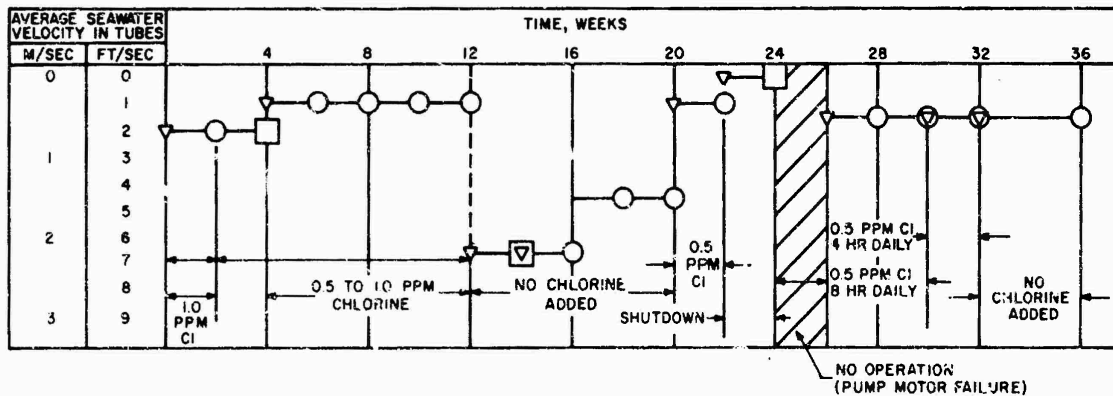 AVERAGE SEAWATER
VELOCITY IN TUBES
TIME, WEEKS
M/SEC FT/SEC
4 8 12 16 20 24 28 32 36
0 0
1
2
1 3
4
5
2 6
7
8
3 9
1.0
PPM
Cl
0.5 TO 1.0 PPM
CHLORINE
NO CHLORINE
ADDED
0.5
PPM
Cl
SHUTDOWN
0.5 PPM Cl
4 HR DAILY
0.5 PPM Cl
8 HR DAILY
NO
CHLORINE
ADDED
NO OPERATION
(PUMP MOTOR FAILURE)